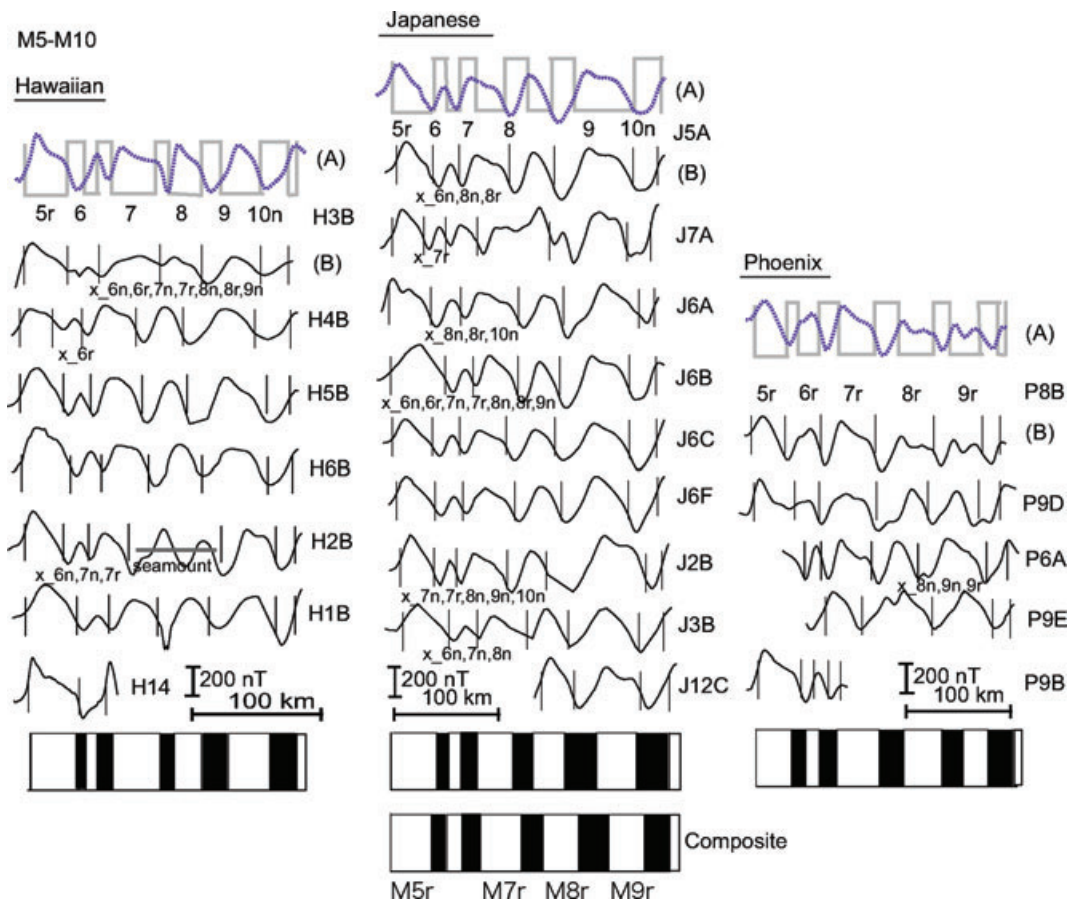 M5-M10
Hawaiian
(A)
5r 6 7 8 9 10n
H3B
(B)
x_6n,6r,7n,7r,8n,8r,9n
H4B
x_6r
H5B
H6B
H2B
seamount
x_6n,7n,7r
H1B
H14
200 nT
100 km
Japanese
(A)
5r 6 7 8 9 10n
J5A
(B)
x_6n,8n,8r
J7A
x_7r
J6A
x_8n,8r,10n
J6B
x_6n,6r,7n,7r,8n,8r,9n
J6C
J6F
J2B
x_7n,7r,8n,9n,10n
J3B
x_6n,7n,8n
200 nT
100 km
J12C
Composite
M5r M7r M8r M9r
Phoenix
(A)
5r 6r 7r 8r 9r
P8B
(B)
P9D
P6A
x_8n,9n,9r
P9E
200 nT
100 km
P9B